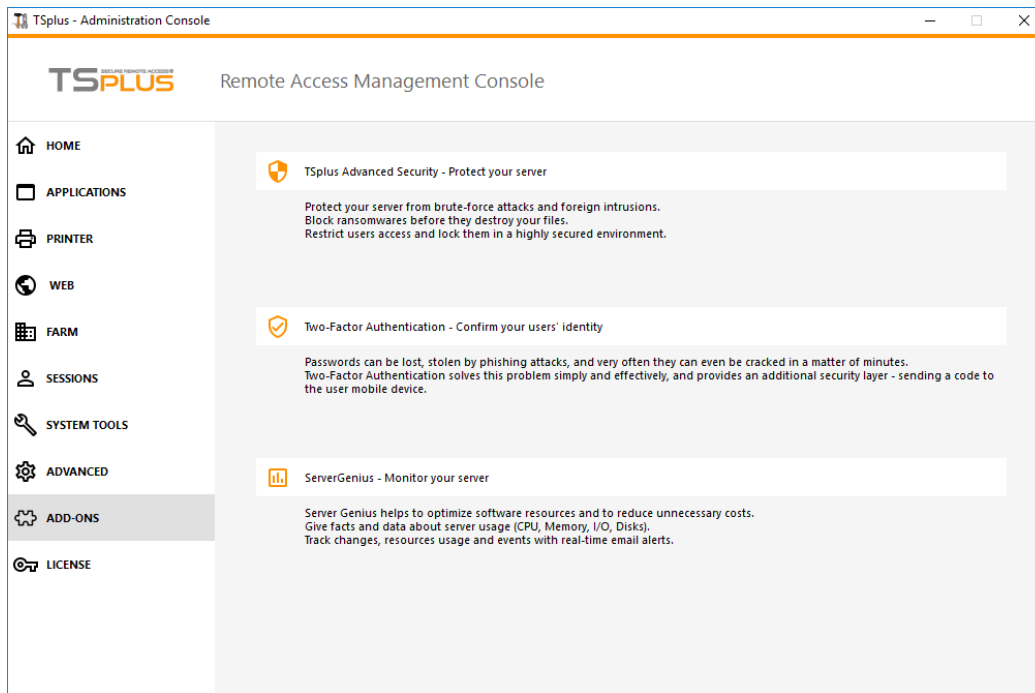 TSplus - Administration Console
SECURE REMOTE ACCESS®
TSPLUS
Remote Access Management Console
HOME
APPLICATIONS
PRINTER
WEB
FARM
SESSIONS
SYSTEM TOOLS
ADVANCED
ADD-ONS
LICENSE
TSplus Advanced Security - Protect your server
Protect your server from brute-force attacks and foreign intrusions.
Block ransomwares before they destroy your files.
Restrict users access and lock them in a highly secured environment.
Two-Factor Authentication - Confirm your users' identity
Passwords can be lost, stolen by phishing attacks, and very often they can even be cracked in a matter of minutes.
Two-Factor Authentication solves this problem simply and effectively, and provides an additional security layer - sending a code to
the user mobile device.
ServerGenius - Monitor your server
Server Genius helps to optimize software resources and to reduce unnecessary costs.
Give facts and data about server usage (CPU, Memory, I/O, Disks).
Track changes, resources usage and events with real-time email alerts.